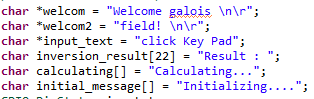 char *welcom = "Welcome galois \n\r";
char *welcom2 = "field! \n\r";
char *input_text = "click Key Pad";
char inversion_result[22] = "Result : ";
char calculating[] = "Calculating...";
char initial_message[] = "Initializing....";